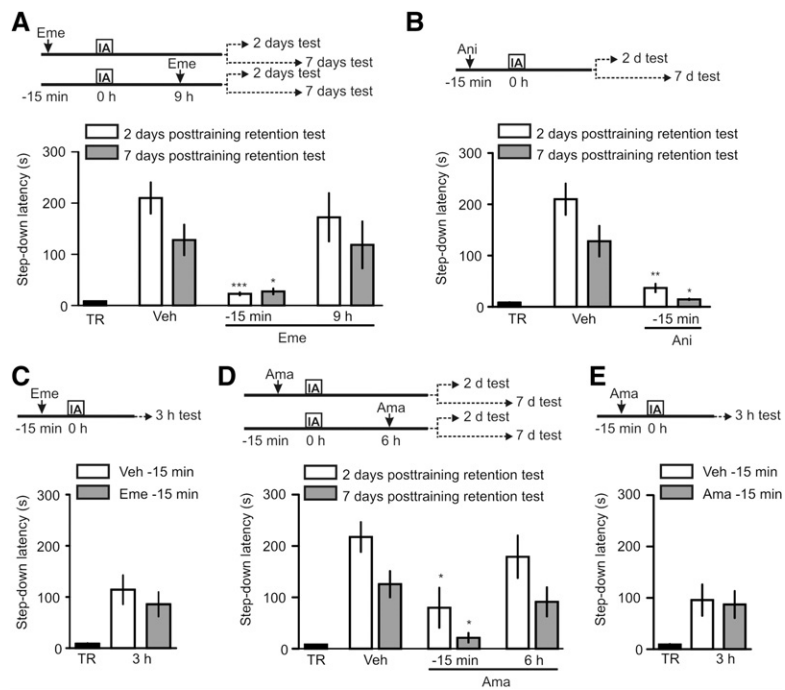 A
Eme
IA
2 days test
7 days test
Eme
IA
2 days test
7 days test
-15 min 0 h 9 h
2 days posttraining retention test
7 days posttraining retention test
Step-down latency (s)
300
200
100
0
*** *
TR Veh -15 min 9 h
Eme
B
Ani
IA
2 d test
7 d test
-15 min 0 h
2 days posttraining retention test
7 days posttraining retention test
Step-down latency (s)
300
200
100
0
** *
TR Veh -15 min
Ani
C
Eme
IA
3 h test
-15 min 0 h
Veh -15 min
Eme -15 min
Step-down latency (s)
300
200
100
0
TR 3 h
D
Ama
IA
2 d test
7 d test
Ama
IA
2 d test
7 d test
-15 min 0 h 6 h
2 days posttraining retention test
7 days posttraining retention test
Step-down latency (s)
300
200
100
0
* *
TR Veh -15 min 6 h
Ama
E
Ama
IA
3 h test
-15 min 0 h
Veh -15 min
Ama -15 min
Step-down latency (s)
300
200
100
0
TR 3 h